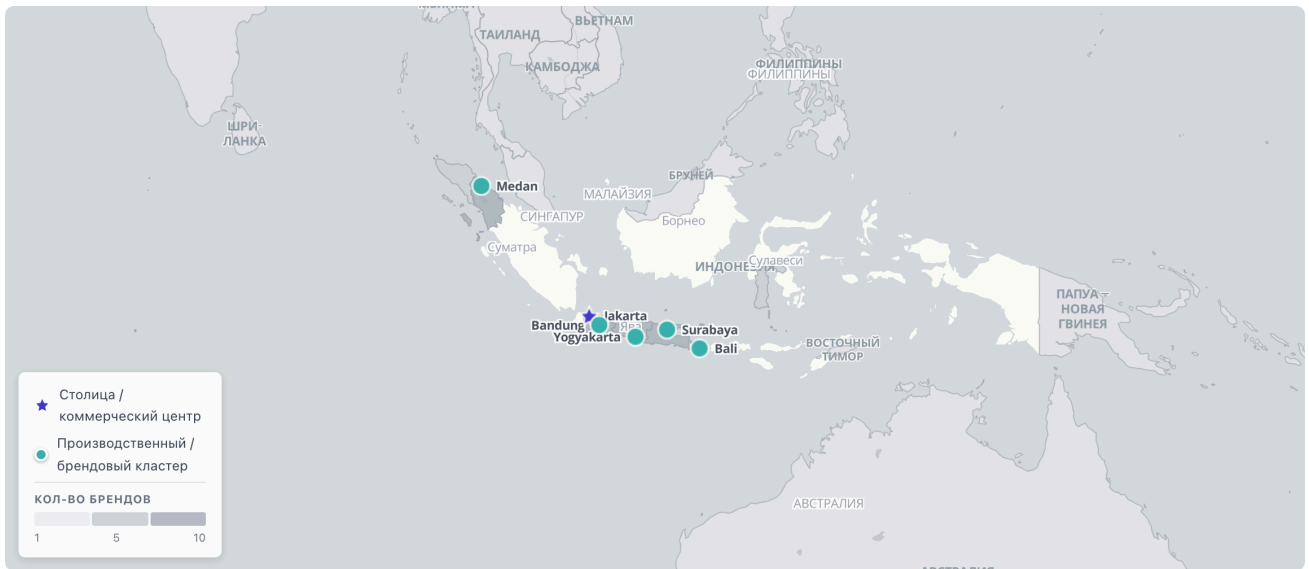 ВЬЕТНАМ
ТАИЛАНД
КАМБОДЖА
ФИЛИППИНЫ
ФИЛИППИНЫ
ШРИ-
ЛАНКА
БРУНЕЙ
Medan
МАЛАЙЗИЯ
СИНГАПУР
Борнео
Суматра
Сулавеси
ИНДОНЕЗИЯ
ПАПУА —
НОВАЯ
ГВИНЕЯ
Jakarta
Bandung
Ява
Surabaya
Yogyakarta
Bali
ВОСТОЧНЫЙ
ТИМОР
Столица /
коммерческий центр
Производственный /
брендовый кластер
КОЛ-ВО БРЕНДОВ
1 5 10
АВСТРАЛИЯ
АВСТРАЛИЯ